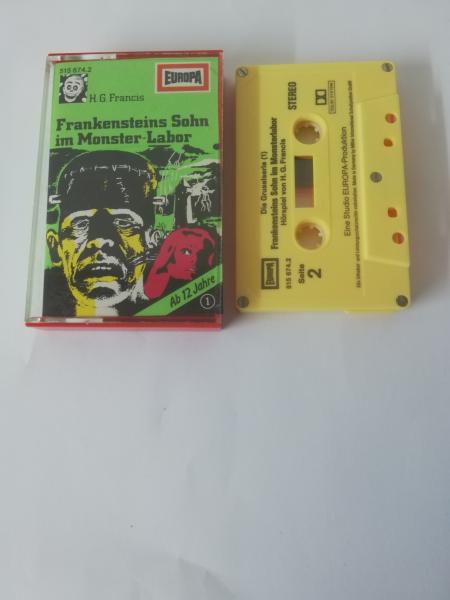 515 674.2
EUROPA
H. G. Francis
Frankensteins Sohn
im Monster-Labor
Ab 12 Jahre
1
STEREO
Die Gruselserie (1)
Frankensteins Sohn im Monsterlabor
Hörspiel von H. G. Francis
EUROPA
515 674.2
Seite
2
Eine Studio EUROPA-Produktion